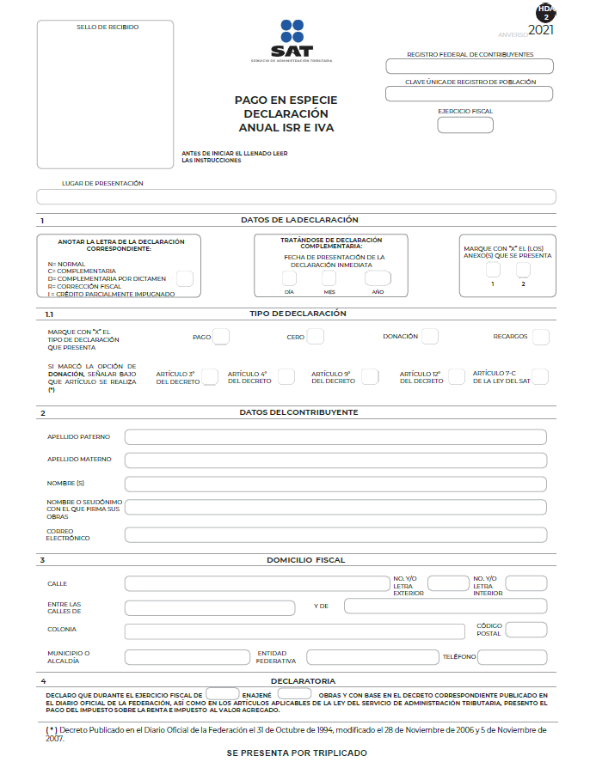 HDA
2
ANVERSO 2021
SELLO DE RECIBIDO
SAT
SERVICIO DE ADMINISTRACIÓN TRIBUTARIA
REGISTRO FEDERAL DE CONTRIBUYENTES
CLAVE ÚNICA DE REGISTRO DE POBLACIÓN
EJERCICIO FISCAL
PAGO EN ESPECIE
DECLARACIÓN
ANUAL ISR E IVA
ANTES DE INICIAR EL LLENADO LEER
LAS INSTRUCCIONES
LUGAR DE PRESENTACIÓN
1 DATOS DE LA DECLARACIÓN
ANOTAR LA LETRA DE LA DECLARACIÓN
CORRESPONDIENTE:
N= NORMAL
C= COMPLEMENTARIA
D= COMPLEMENTARIA POR DICTAMEN
R= CORRECCIÓN FISCAL
I = CRÉDITO PARCIALMENTE IMPUGNADO
TRATÁNDOSE DE DECLARACIÓN
COMPLEMENTARIA:
FECHA DE PRESENTACIÓN DE LA
DECLARACIÓN INMEDIATA
DÍA MES AÑO
MARQUE CON "X" EL (LOS)
ANEXO(S) QUE SE PRESENTA
1 2
1.1 TIPO DE DECLARACIÓN
MARQUE CON "X" EL
TIPO DE DECLARACIÓN
QUE PRESENTA
PAGO CERO DONACIÓN RECARGOS
SI MARCÓ LA OPCIÓN DE
DONACIÓN, SEÑALAR BAJO
QUE ARTÍCULO SE REALIZA
(*)
ARTÍCULO 3º
DEL DECRETO
ARTÍCULO 4º
DEL DECRETO
ARTÍCULO 9º
DEL DECRETO
ARTÍCULO 12º
DEL DECRETO
ARTÍCULO 7-C
DE LA LEY DEL SAT
2 DATOS DEL CONTRIBUYENTE
APELLIDO PATERNO
APELLIDO MATERNO
NOMBRE (S)
NOMBRE O SEUDÓNIMO
CON EL QUE FIRMA SUS
OBRAS
CORREO
ELECTRÓNICO
3 DOMICILIO FISCAL
CALLE
NO. Y/O
LETRA
EXTERIOR
NO. Y/O
LETRA
INTERIOR
ENTRE LAS
CALLES DE
Y DE
COLONIA
CÓDIGO
POSTAL
MUNICIPIO O
ALCALDÍA
ENTIDAD
FEDERATIVA
TELÉFONO
4 DECLARATORIA
DECLARO QUE DURANTE EL EJERCICIO FISCAL DE ENAJENÉ OBRAS Y CON BASE EN EL DECRETO CORRESPONDIENTE PUBLICADO EN
EL DIARIO OFICIAL DE LA FEDERACIÓN, ASÍ COMO EN LOS ARTÍCULOS APLICABLES DE LA LEY DEL SERVICIO DE ADMINISTRACIÓN TRIBUTARIA, PRESENTO EL
PAGO DEL IMPUESTO SOBRE LA RENTA E IMPUESTO AL VALOR AGREGADO.
( * ) Decreto Publicado en el Diario Oficial de la Federación el 31 de Octubre de 1994, modificado el 28 de Noviembre de 2006 y 5 de Noviembre de
2007.
SE PRESENTA POR TRIPLICADO